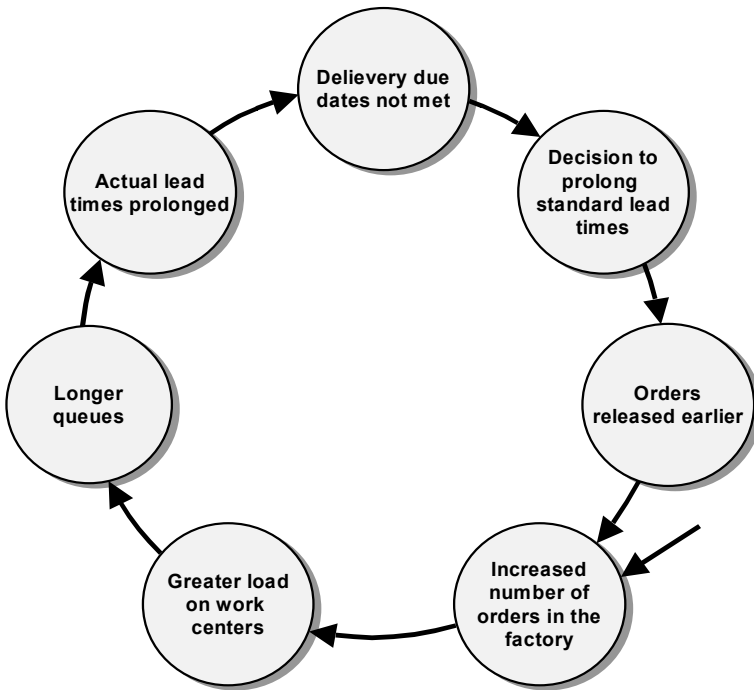 Delievery due
dates not met
Decision to
prolong
standard lead
times
Orders
released earlier
Increased
number of
orders in the
factory
Greater load
on work
centers
Longer
queues
Actual lead
times prolonged